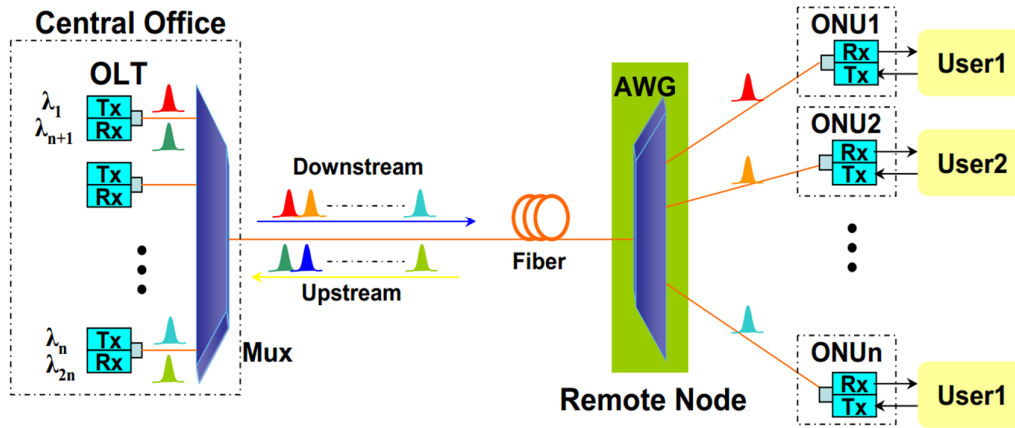 Central Office
OLT
λ1
Tx
λn+1
Rx
Tx
Rx
λn
Tx
λ2n
Rx
Mux
Downstream
Upstream
Fiber
AWG
Remote Node
ONU1
Rx
Tx
User1
ONU2
Rx
Tx
User2
ONUn
Rx
Tx
User1